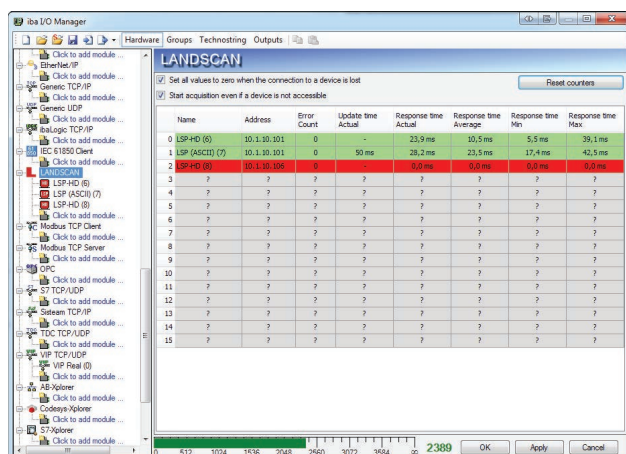 iba I/O Manager
Hardware Groups Technostring Outputs
Click to add module ...
EtherNet/IP
Click to add module ...
Generic TCP/IP
Click to add module ...
Generic UDP
Click to add module ...
ibaLogic TCP/IP
Click to add module ...
IEC 61850 Client
Click to add module ...
LANDSCAN
LSP-HD (6)
LSP (ASCII) (7)
LSP-HD (8)
Click to add module ...
Modbus TCP Client
Click to add module ...
Modbus TCP Server
Click to add module ...
OPC
Click to add module ...
S7 TCP/UDP
Click to add module ...
Sisteam TCP/IP
Click to add module ...
TDC TCP/UDP
Click to add module ...
VIP TCP/UDP
VIP Real (0)
Click to add module ...
AB-Xplorer
Click to add module ...
Codesys-Xplorer
Click to add module ...
S7-Xplorer
Click to add module ...
LANDSCAN
Set all values to zero when the connection to a device is lost
Reset counters
Start acquisition even if a device is not accessible
Name Address Error Count Update time Actual Response time Actual Response time Average Response time Min Response time Max
0 LSP-HD (6) 10.1.10.101 0 - 23,9 ms 10,5 ms 5,5 ms 39,1 ms
1 LSP (ASCII) (7) 10.1.10.101 0 50 ms 28,2 ms 23,5 ms 17,4 ms 42,5 ms
2 LSP-HD (8) 10.1.10.106 0 - 0,0 ms 0,0 ms 0,0 ms 0,0 ms
3 ? ? ? ? ? ? ? ?
4 ? ? ? ? ? ? ? ?
5 ? ? ? ? ? ? ? ?
6 ? ? ? ? ? ? ? ?
7 ? ? ? ? ? ? ? ?
8 ? ? ? ? ? ? ? ?
9 ? ? ? ? ? ? ? ?
10 ? ? ? ? ? ? ? ?
11 ? ? ? ? ? ? ? ?
12 ? ? ? ? ? ? ? ?
13 ? ? ? ? ? ? ? ?
14 ? ? ? ? ? ? ? ?
15 ? ? ? ? ? ? ? ?
0 512 1024 1536 2048 2560 3072 3584 ∞ 2389 OK Apply Cancel